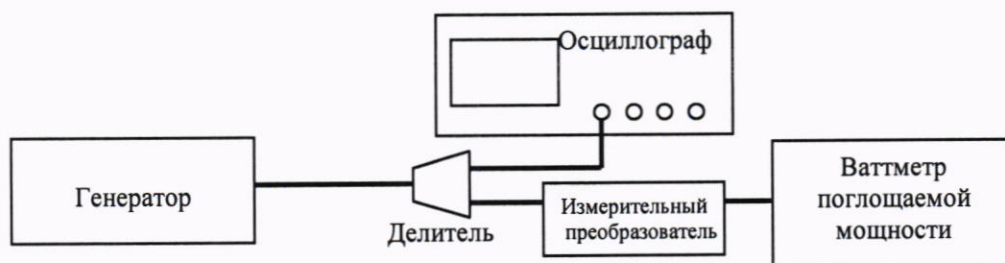 Осциллограф
Генератор
Делитель
Измерительный
преобразователь
Ваттметр
поглощаемой
мощности